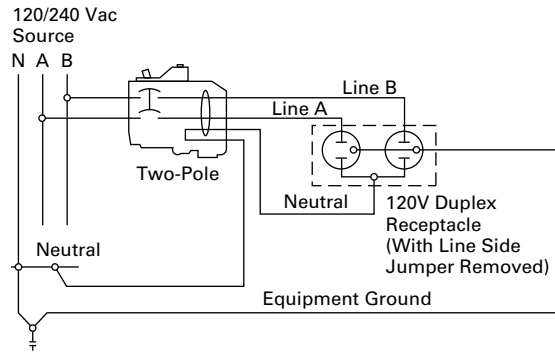 120/240 Vac
Source
N A B
Line B
Line A
Two-Pole
Neutral
120V Duplex
Receptacle
(With Line Side
Jumper Removed)
Neutral
Equipment Ground